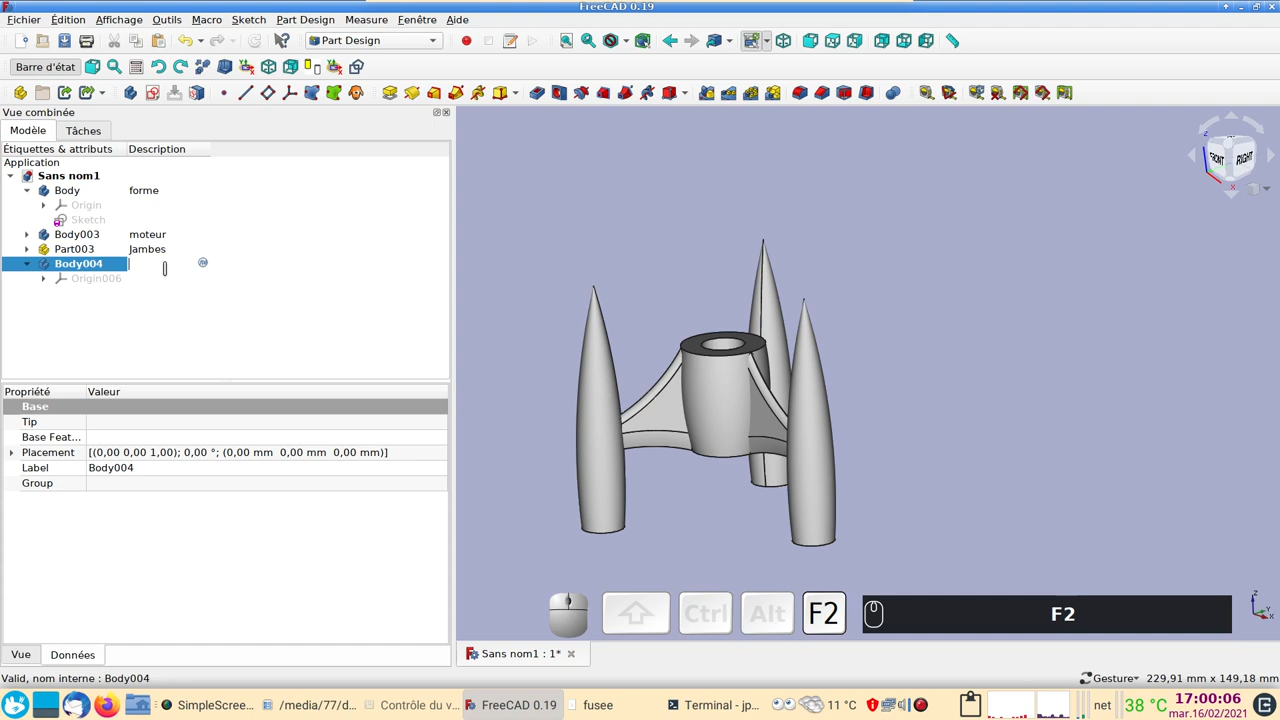 FreeCAD 0.19
Fichier Édition Affichage Outils Macro Sketch Part Design Measure Fenêtre Aide
Part Design
Barre d'état
Vue combinée
Modèle Tâches
Étiquettes & attributs Description
Application
Sans nom1
Body forme
Origin
Sketch
Body003 moteur
Part003 Jambes
Body004
Origin006
Propriété Valeur
Base
Tip
Base Feat...
Placement [(0,00 0,00 1,00); 0,00 °; (0,00 mm 0,00 mm 0,00 mm)]
Label Body004
Group
FRONT RIGHT
Z
X
Ctrl Alt F2 F2
Z
Y
X
Vue Données
Sans nom1 : 1*
Valid, nom interne : Body004
Gesture 229,91 mm x 149,18 mm
SimpleScree... /media/77/d... Contrôle du v... FreeCAD 0.19 fusee Terminal - jp... 11 °C net 38 °C 17:00:06
mar.16/02/2021